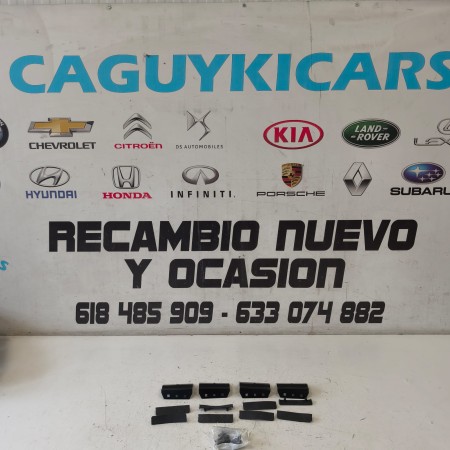 CAGUYKICARS
CHEVROLET CITROËN DS AUTOMOBILES KIA LAND-ROVER
HYUNDAI HONDA INFINITI PORSCHE SUBARU
RECAMBIO NUEVO
Y OCASION
618 485 909 - 633 074 882